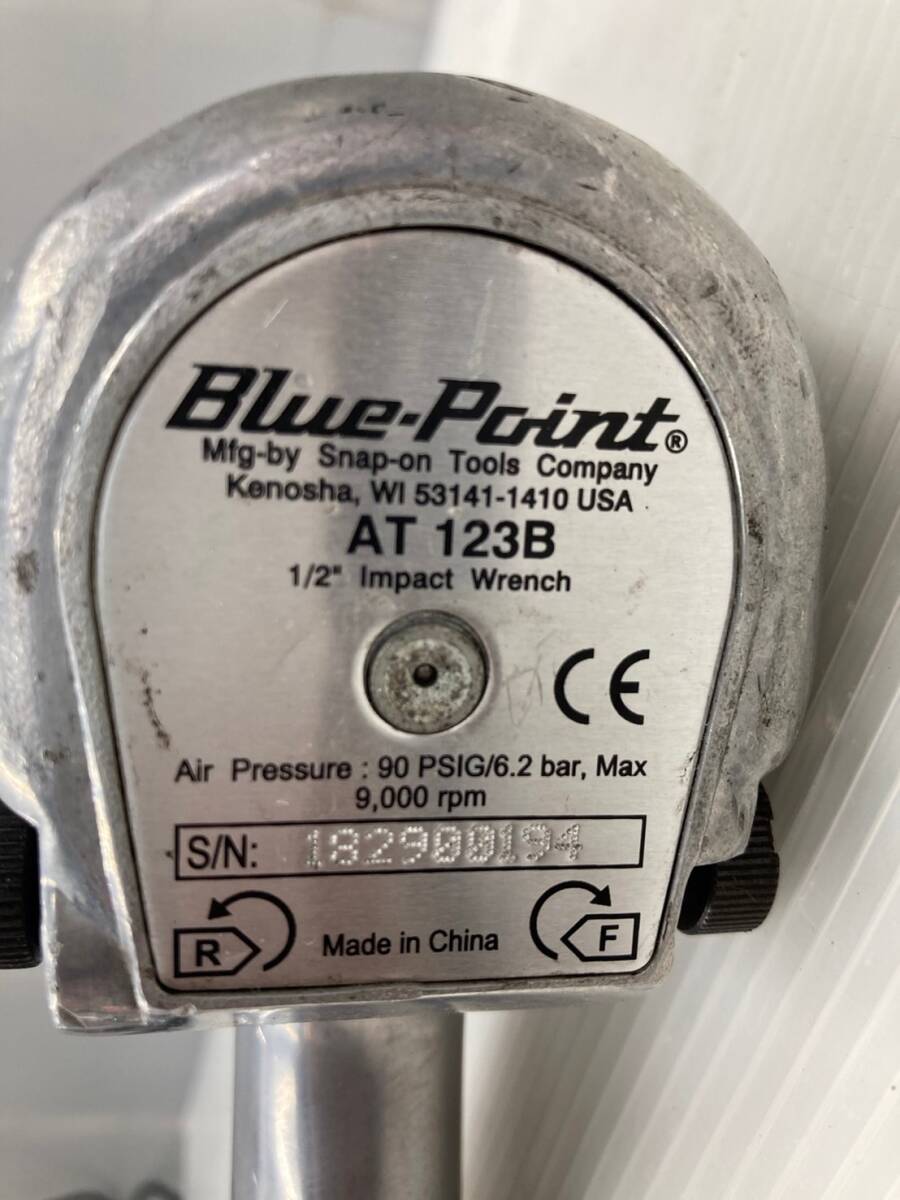 Blue-Point®
Mfg-by Snap-on Tools Company
Kenosha, WI 53141-1410 USA
AT 123B
1/2" Impact Wrench
CE
Air Pressure : 90 PSIG/6.2 bar, Max
9,000 rpm
S/N: 182900194
R Made in China F